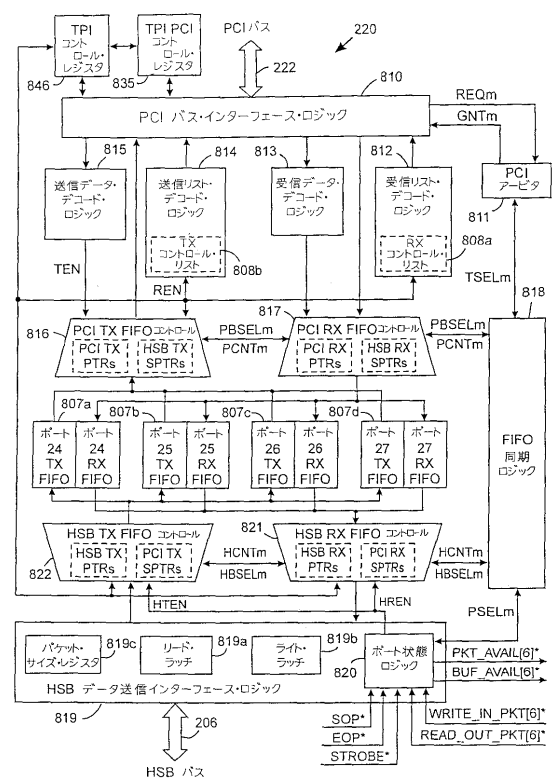 TPI
コント
ロール・
レジスタ
846
TPI PCI
コント
ロール・
レジスタ
835
PCIバス
222
220
810
PCI バス・インターフェース・ロジック
REQm
GNTm
815
送信データ・
デコード・
ロジック
814
送信リスト・
デコード・
ロジック
TX
コントロール・
リスト
808b
813
受信データ・
デコード・
ロジック
812
受信リスト・
デコード・
ロジック
RX
コントロール・
リスト
808a
PCI
アービタ
811
TEN
REN
TSELm
816
PCI TX FIFOコントロール
PCI TX
PTRs
HSB TX
SPTRs
PBSELm
PCNTm
817
PCI RX FIFOコントロール
PCI RX
PTRs
HSB RX
SPTRs
PBSELm
PCNTm
818
FIFO
同期
ロジック
807a
ポート
24
TX
FIFO
ポート
24
RX
FIFO
807b
ポート
25
TX
FIFO
ポート
25
RX
FIFO
807c
ポート
26
TX
FIFO
ポート
26
RX
FIFO
807d
ポート
27
TX
FIFO
ポート
27
RX
FIFO
822
HSB TX FIFO コントロール
HSB TX
PTRs
PCI TX
SPTRs
HCNTm
HBSELm
821
HSB RX FIFO コントロール
HSB RX
PTRs
PCI RX
SPTRs
HCNTm
HBSELm
HTEN
HREN
PSELm
パケット・
サイズ・レジスタ
819c
リード・
ラッチ
819a
ライト・
ラッチ
819b
820
ポート状態
ロジック
HSB データ送信インターフェース・ロジック
819
PKT_AVAIL[6]*
BUF_AVAIL[6]*
WRITE_IN_PKT[6]*
READ_OUT_PKT[6]*
SOP*
EOP*
STROBE*
206
HSB バス